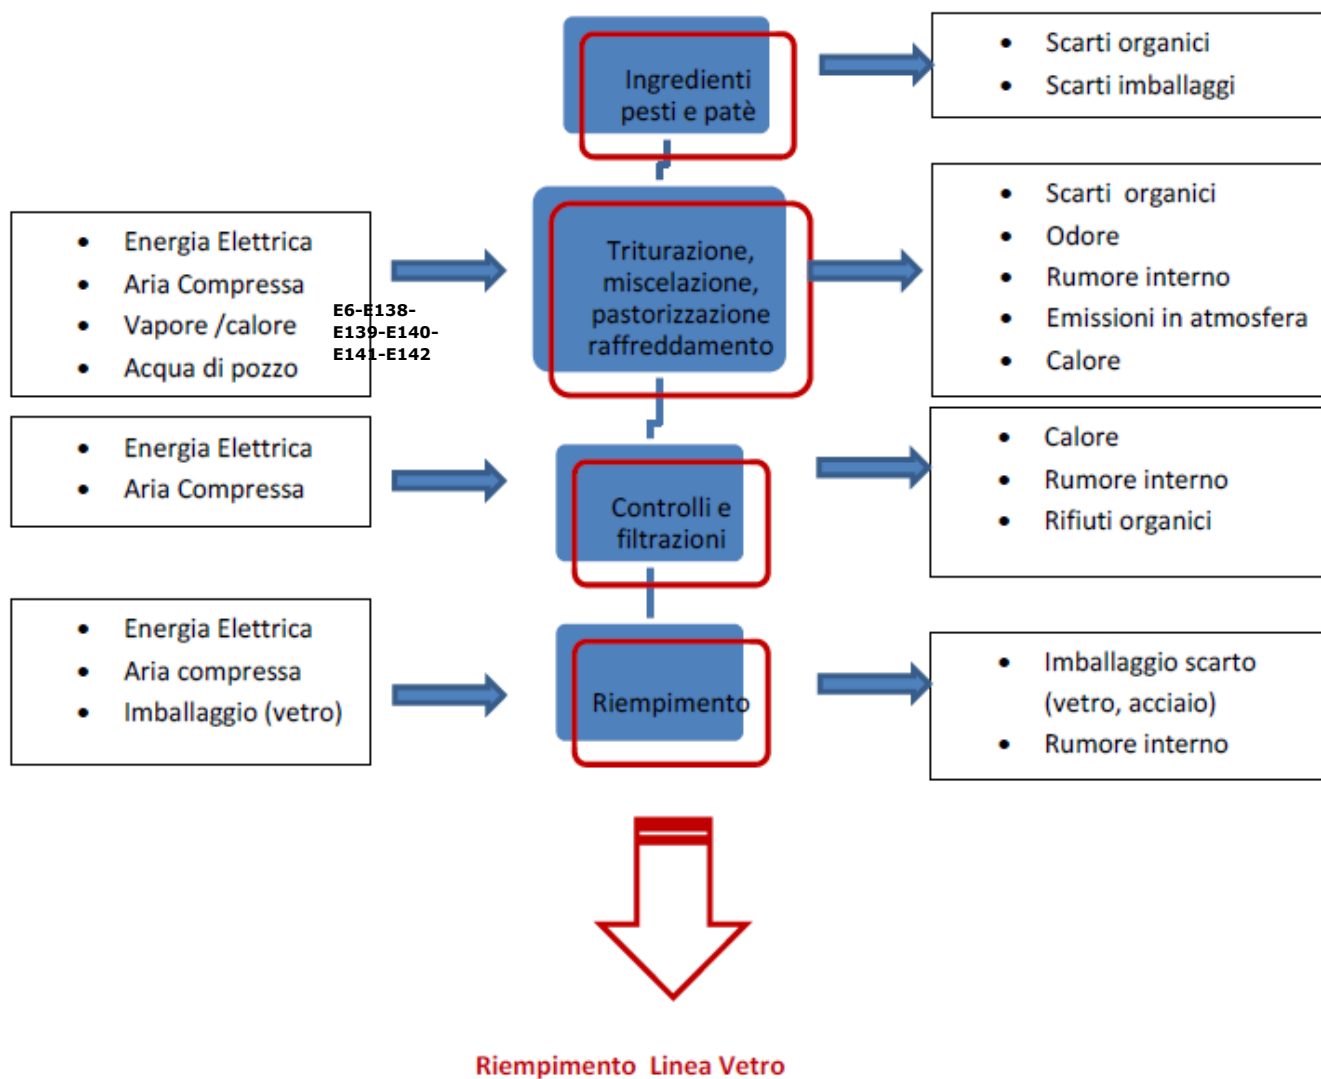 Ingredienti
pesti e patè
• Scarti organici
• Scarti imballaggi
• Energia Elettrica
• Aria Compressa
• Vapore /calore
• Acqua di pozzo
E6-E138-
E139-E140-
E141-E142
Triturazione,
miscelazione,
pastorizzazione
raffreddamento
• Scarti organici
• Odore
• Rumore interno
• Emissioni in atmosfera
• Calore
• Energia Elettrica
• Aria Compressa
Controlli e
filtrazioni
• Calore
• Rumore interno
• Rifiuti organici
• Energia Elettrica
• Aria compressa
• Imballaggio (vetro)
Riempimento
• Imballaggio scarto
(vetro, acciaio)
• Rumore interno
Riempimento Linea Vetro